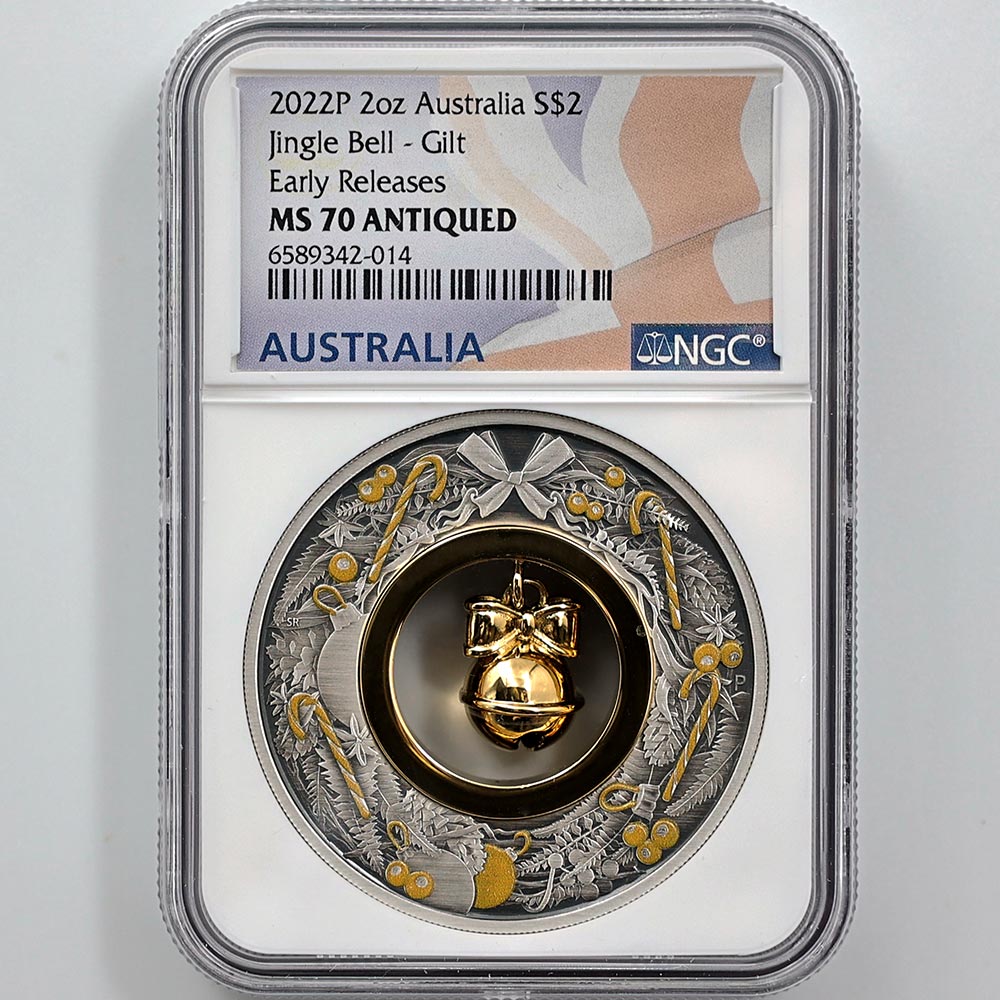 2022P 2oz Australia S$2
Jingle Bell - Gilt
Early Releases
MS 70 ANTIQUED
6589342-014
AUSTRALIA
NGC®
SR
P